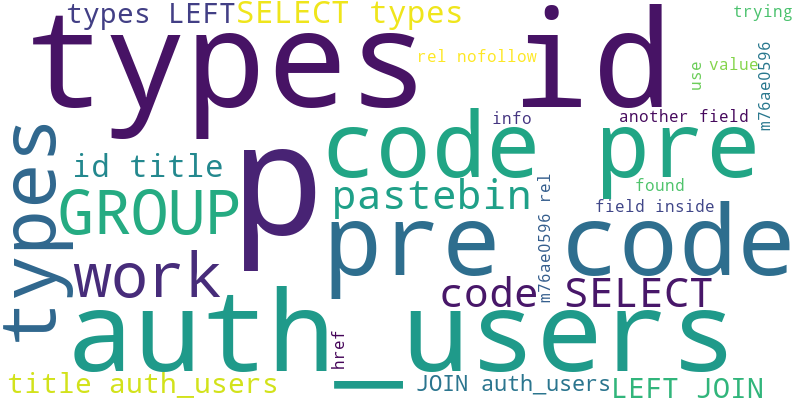 types LEFT
SELECT types
trying
types id
rel nofollow
use
value
m76ae0596
info
another field
code pre
p
types
id title
found
GROUP
pastebin
m76ae0596 rel
field inside
pre code
work
code SELECT
auth_users
href
title auth_users
JOIN auth_users
LEFT JOIN